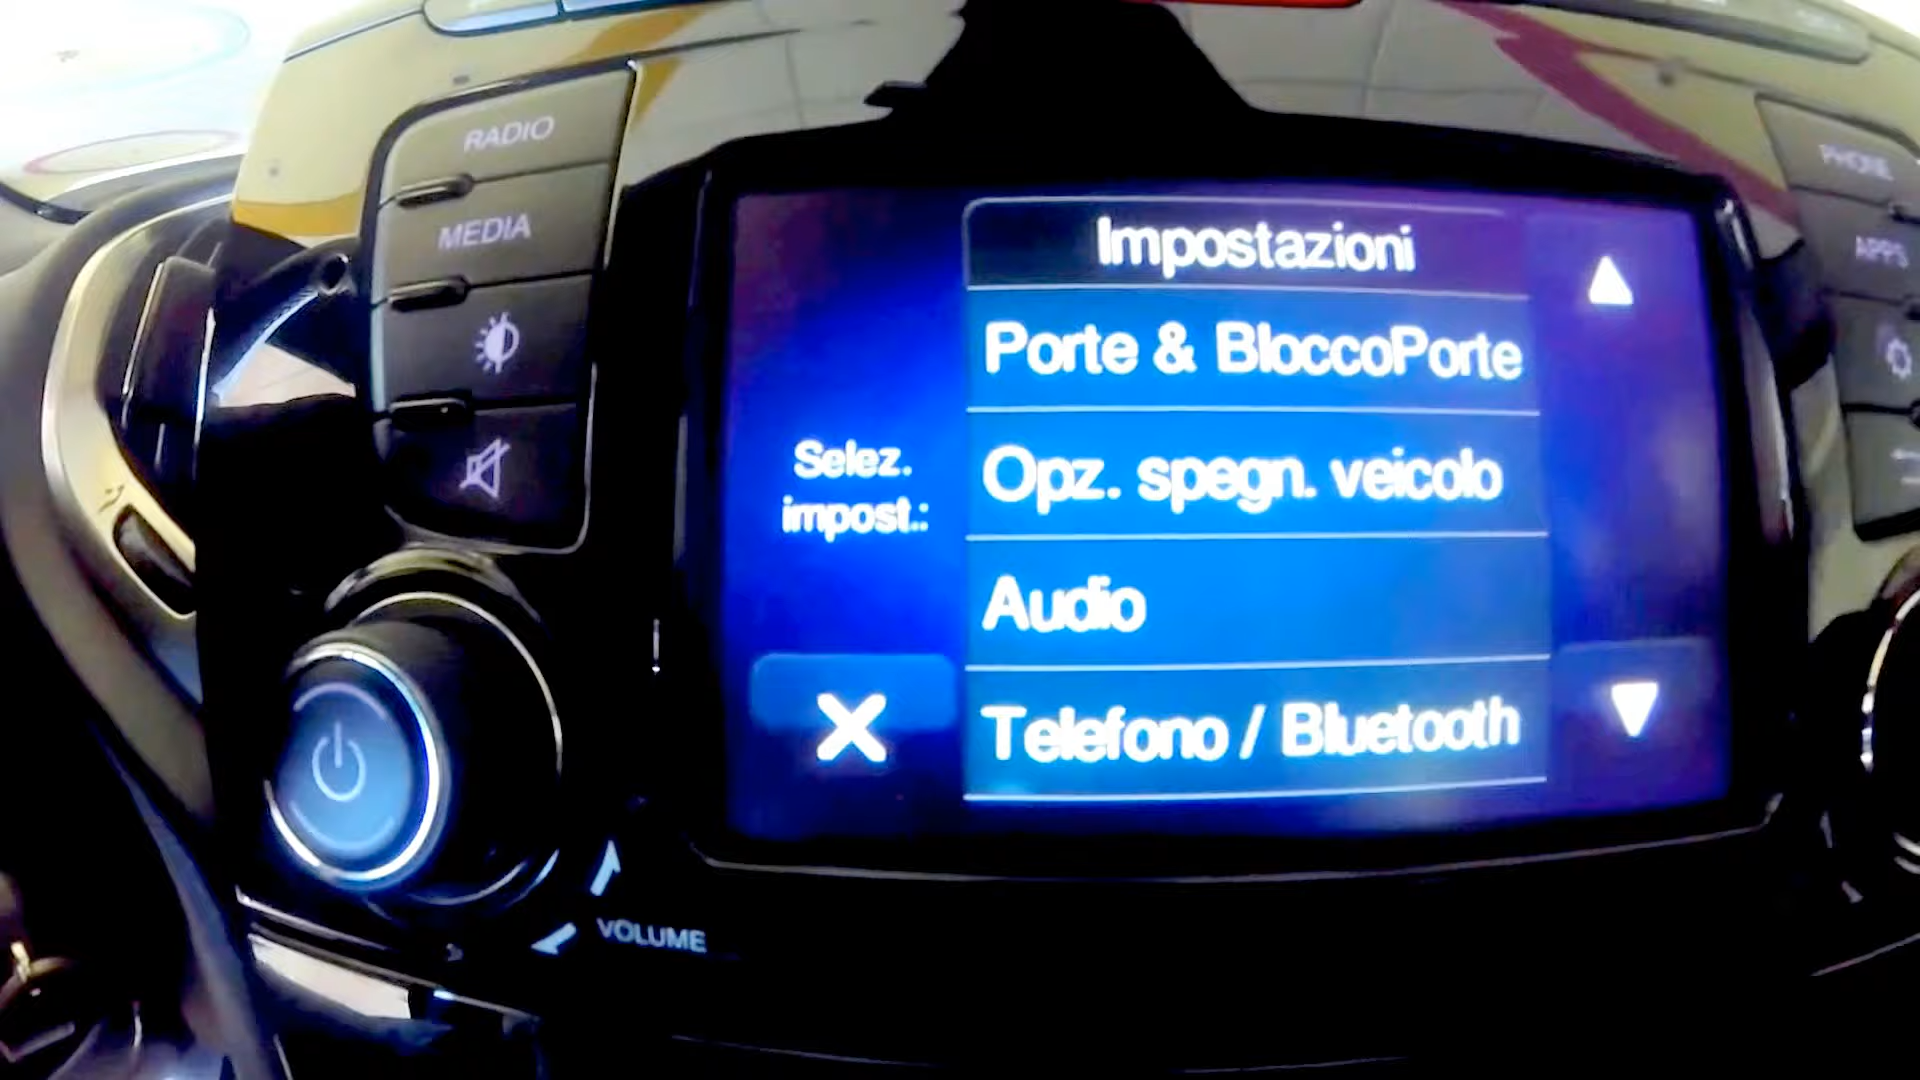 RADIO
MEDIA
VOLUME
Selez.
impost.:
Impostazioni
Porte & BloccoPorte
Opz. spegn. veicolo
Audio
Telefono / Bluetooth
PHONE
APPS